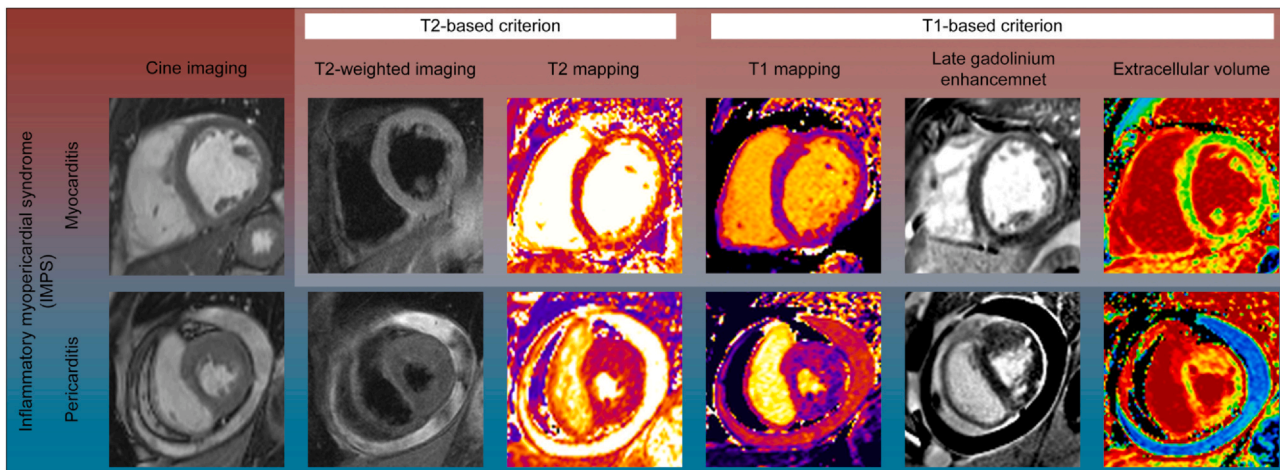 T2-based criterion
T1-based criterion
Cine imaging
T2-weighted imaging
T2 mapping
T1 mapping
Late gadolinium
enhancemnet
Extracellular volume
Inflammatory myopericardial syndrome
(IMPS)
Myocarditis
Pericarditis